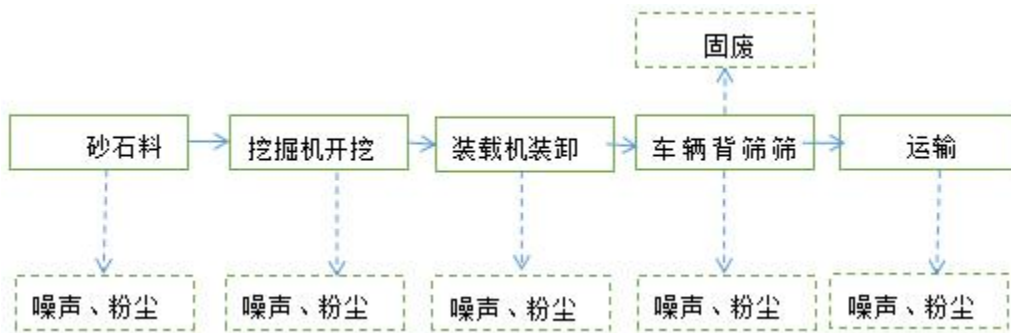 固废
砂石料
挖掘机开挖
装载机装卸
车辆背筛筛
运输
噪声、粉尘
噪声、粉尘
噪声、粉尘
噪声、粉尘
噪声、粉尘